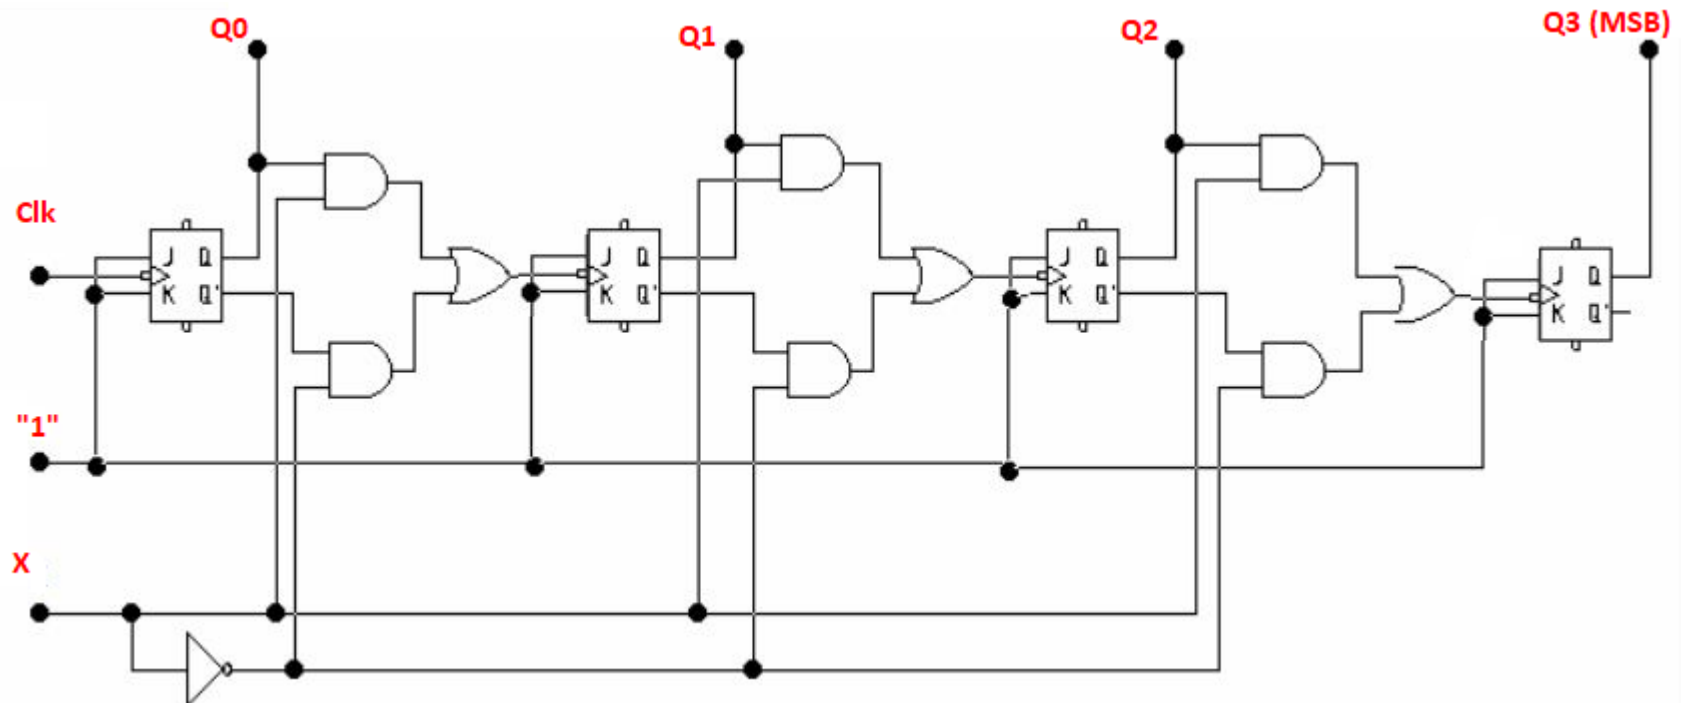 Q0
Q1
Q2
Q3 (MSB)
Clk
J Q
K Q'
J Q
K Q'
J Q
K Q'
J Q
K Q'
"1"
X